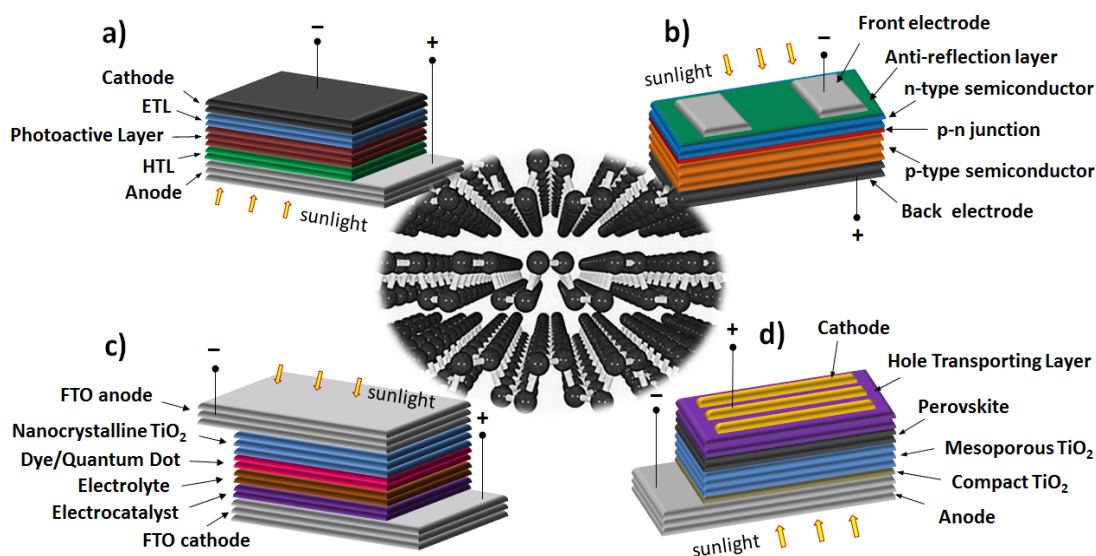 a)
−
+
Cathode
ETL
Photoactive Layer
HTL
Anode
sunlight
b)
−
Front electrode
sunlight
Anti-reflection layer
n-type semiconductor
p-n junction
p-type semiconductor
Back electrode
+
c)
−
sunlight
FTO anode
+
Nanocrystalline TiO₂
Dye/Quantum Dot
Electrolyte
Electrocatalyst
FTO cathode
d)
+
Cathode
Hole Transporting Layer
−
Perovskite
Mesoporous TiO₂
Compact TiO₂
Anode
sunlight